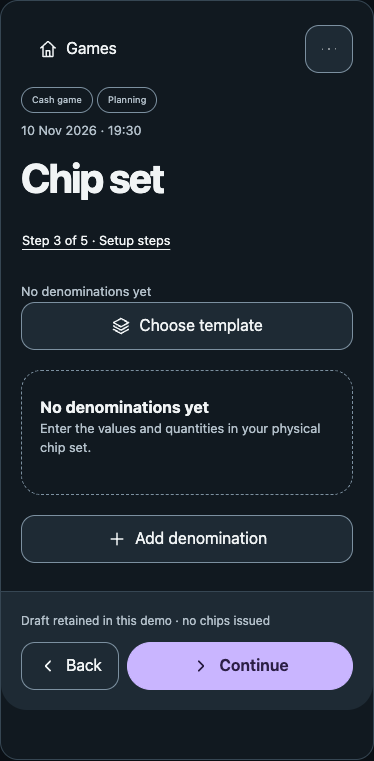 Games
Cash game
Planning
10 Nov 2026 · 19:30
Chip set
Step 3 of 5 · Setup steps
No denominations yet
Choose template
No denominations yet
Enter the values and quantities in your physical
chip set.
Add denomination
Draft retained in this demo · no chips issued
Back
Continue